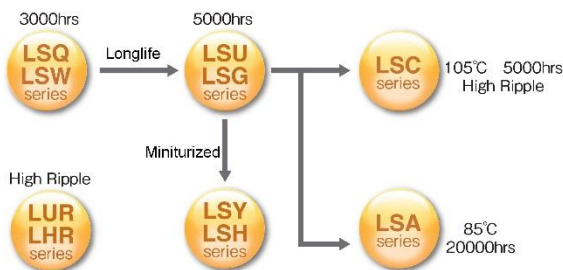 3000hrs
LSQ
LSW
series
Longlife
5000hrs
LSU
LSG
series
LSC
series
105℃ 5000hrs
High Ripple
Miniturized
High Ripple
LUR
LHR
series
LSY
LSH
series
LSA
series
85℃
20000hrs